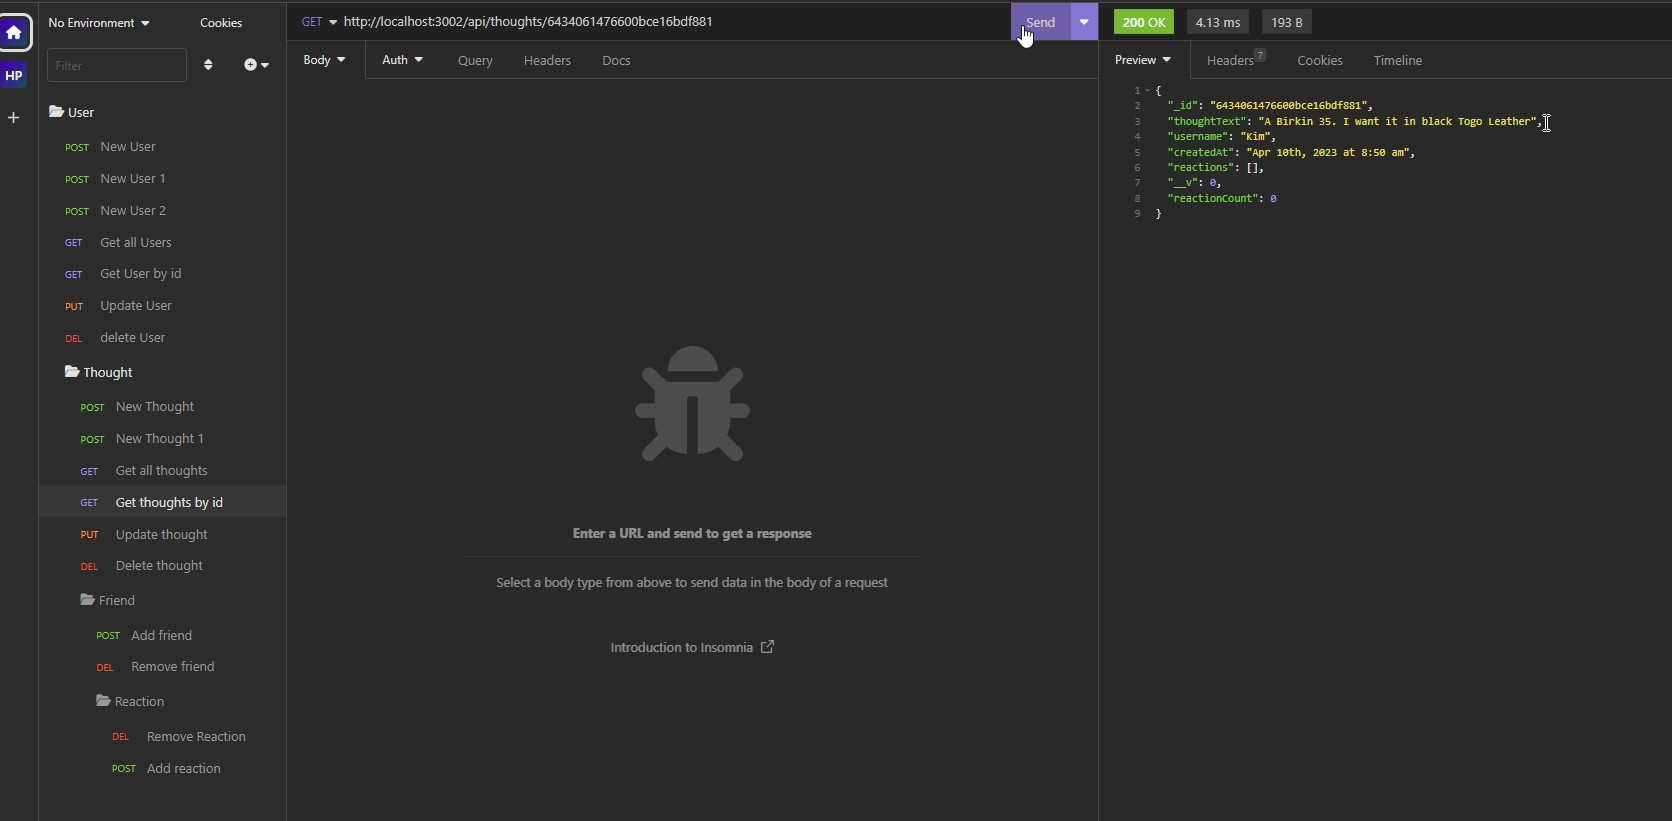 No Environment
Cookies
GET http://localhost:3002/api/thoughts/6434061476600bce16bdf881
Send
200 OK
4.13 ms
193 B
HP
Filter
Body
Auth
Query
Headers
Docs
Preview
Headers 7
Cookies
Timeline
User
POST New User
POST New User 1
POST New User 2
GET Get all Users
GET Get User by id
PUT Update User
DEL delete User
Thought
POST New Thought
POST New Thought 1
GET Get all thoughts
GET Get thoughts by id
PUT Update thought
DEL Delete thought
Friend
POST Add friend
DEL Remove friend
Reaction
DEL Remove Reaction
POST Add reaction
Enter a URL and send to get a response
Select a body type from above to send data in the body of a request
Introduction to Insomnia
1 {
2 "_id": "6434061476600bce16bdf881",
3 "thoughtText": "A Birkin 35. I want it in black Togo Leather",
4 "username": "Kim",
5 "createdAt": "Apr 10th, 2023 at 8:50 am",
6 "reactions": [],
7 "__v": 0,
8 "reactionCount": 0
9 }